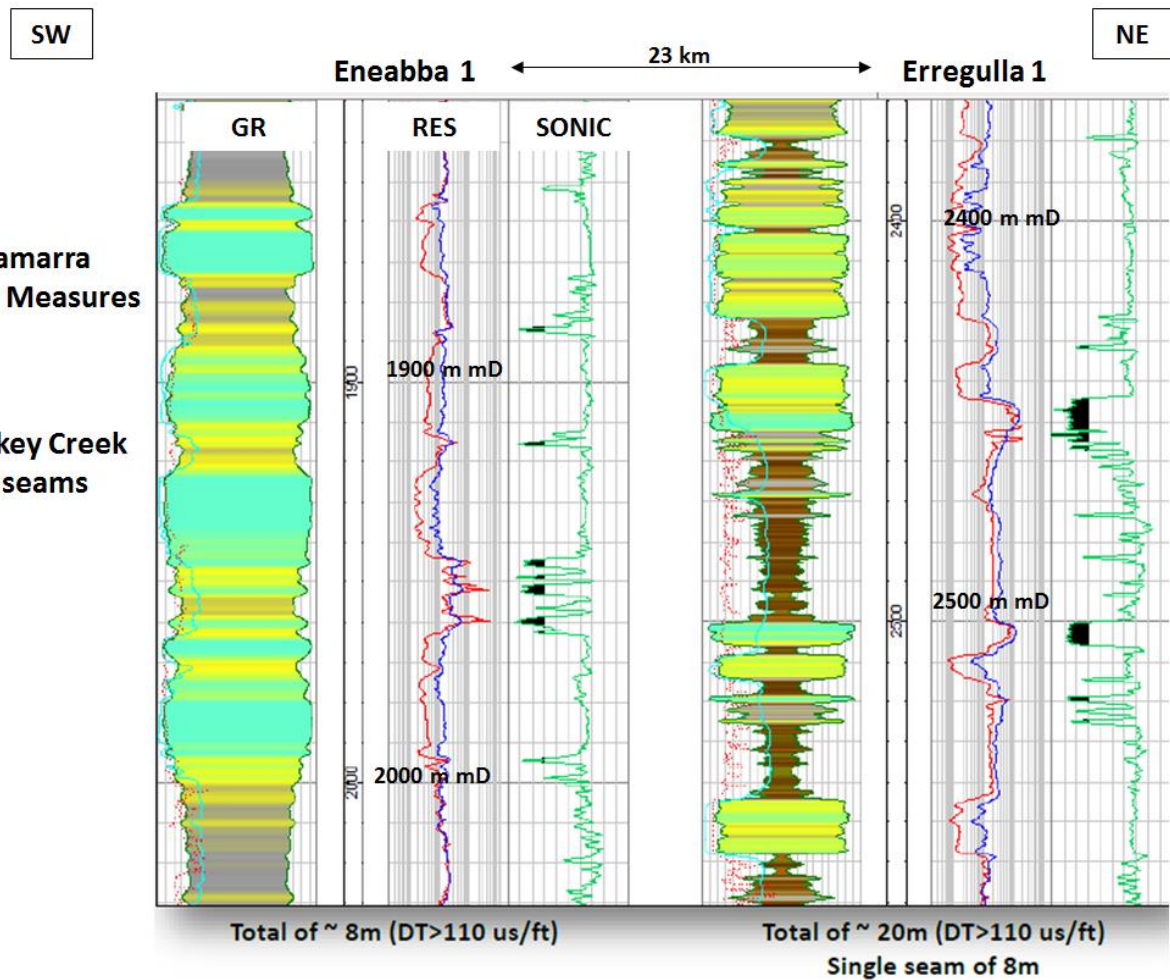 SW
NE
23 km
Eneabba 1
Erregulla 1
GR
RES
SONIC
2400
2400 m mD
amarra
Measures
1900
1900 m mD
key Creek
seams
2500
2500 m mD
2000
2000 m mD
Total of ~ 8m (DT>110 us/ft)
Total of ~ 20m (DT>110 us/ft)
Single seam of 8m